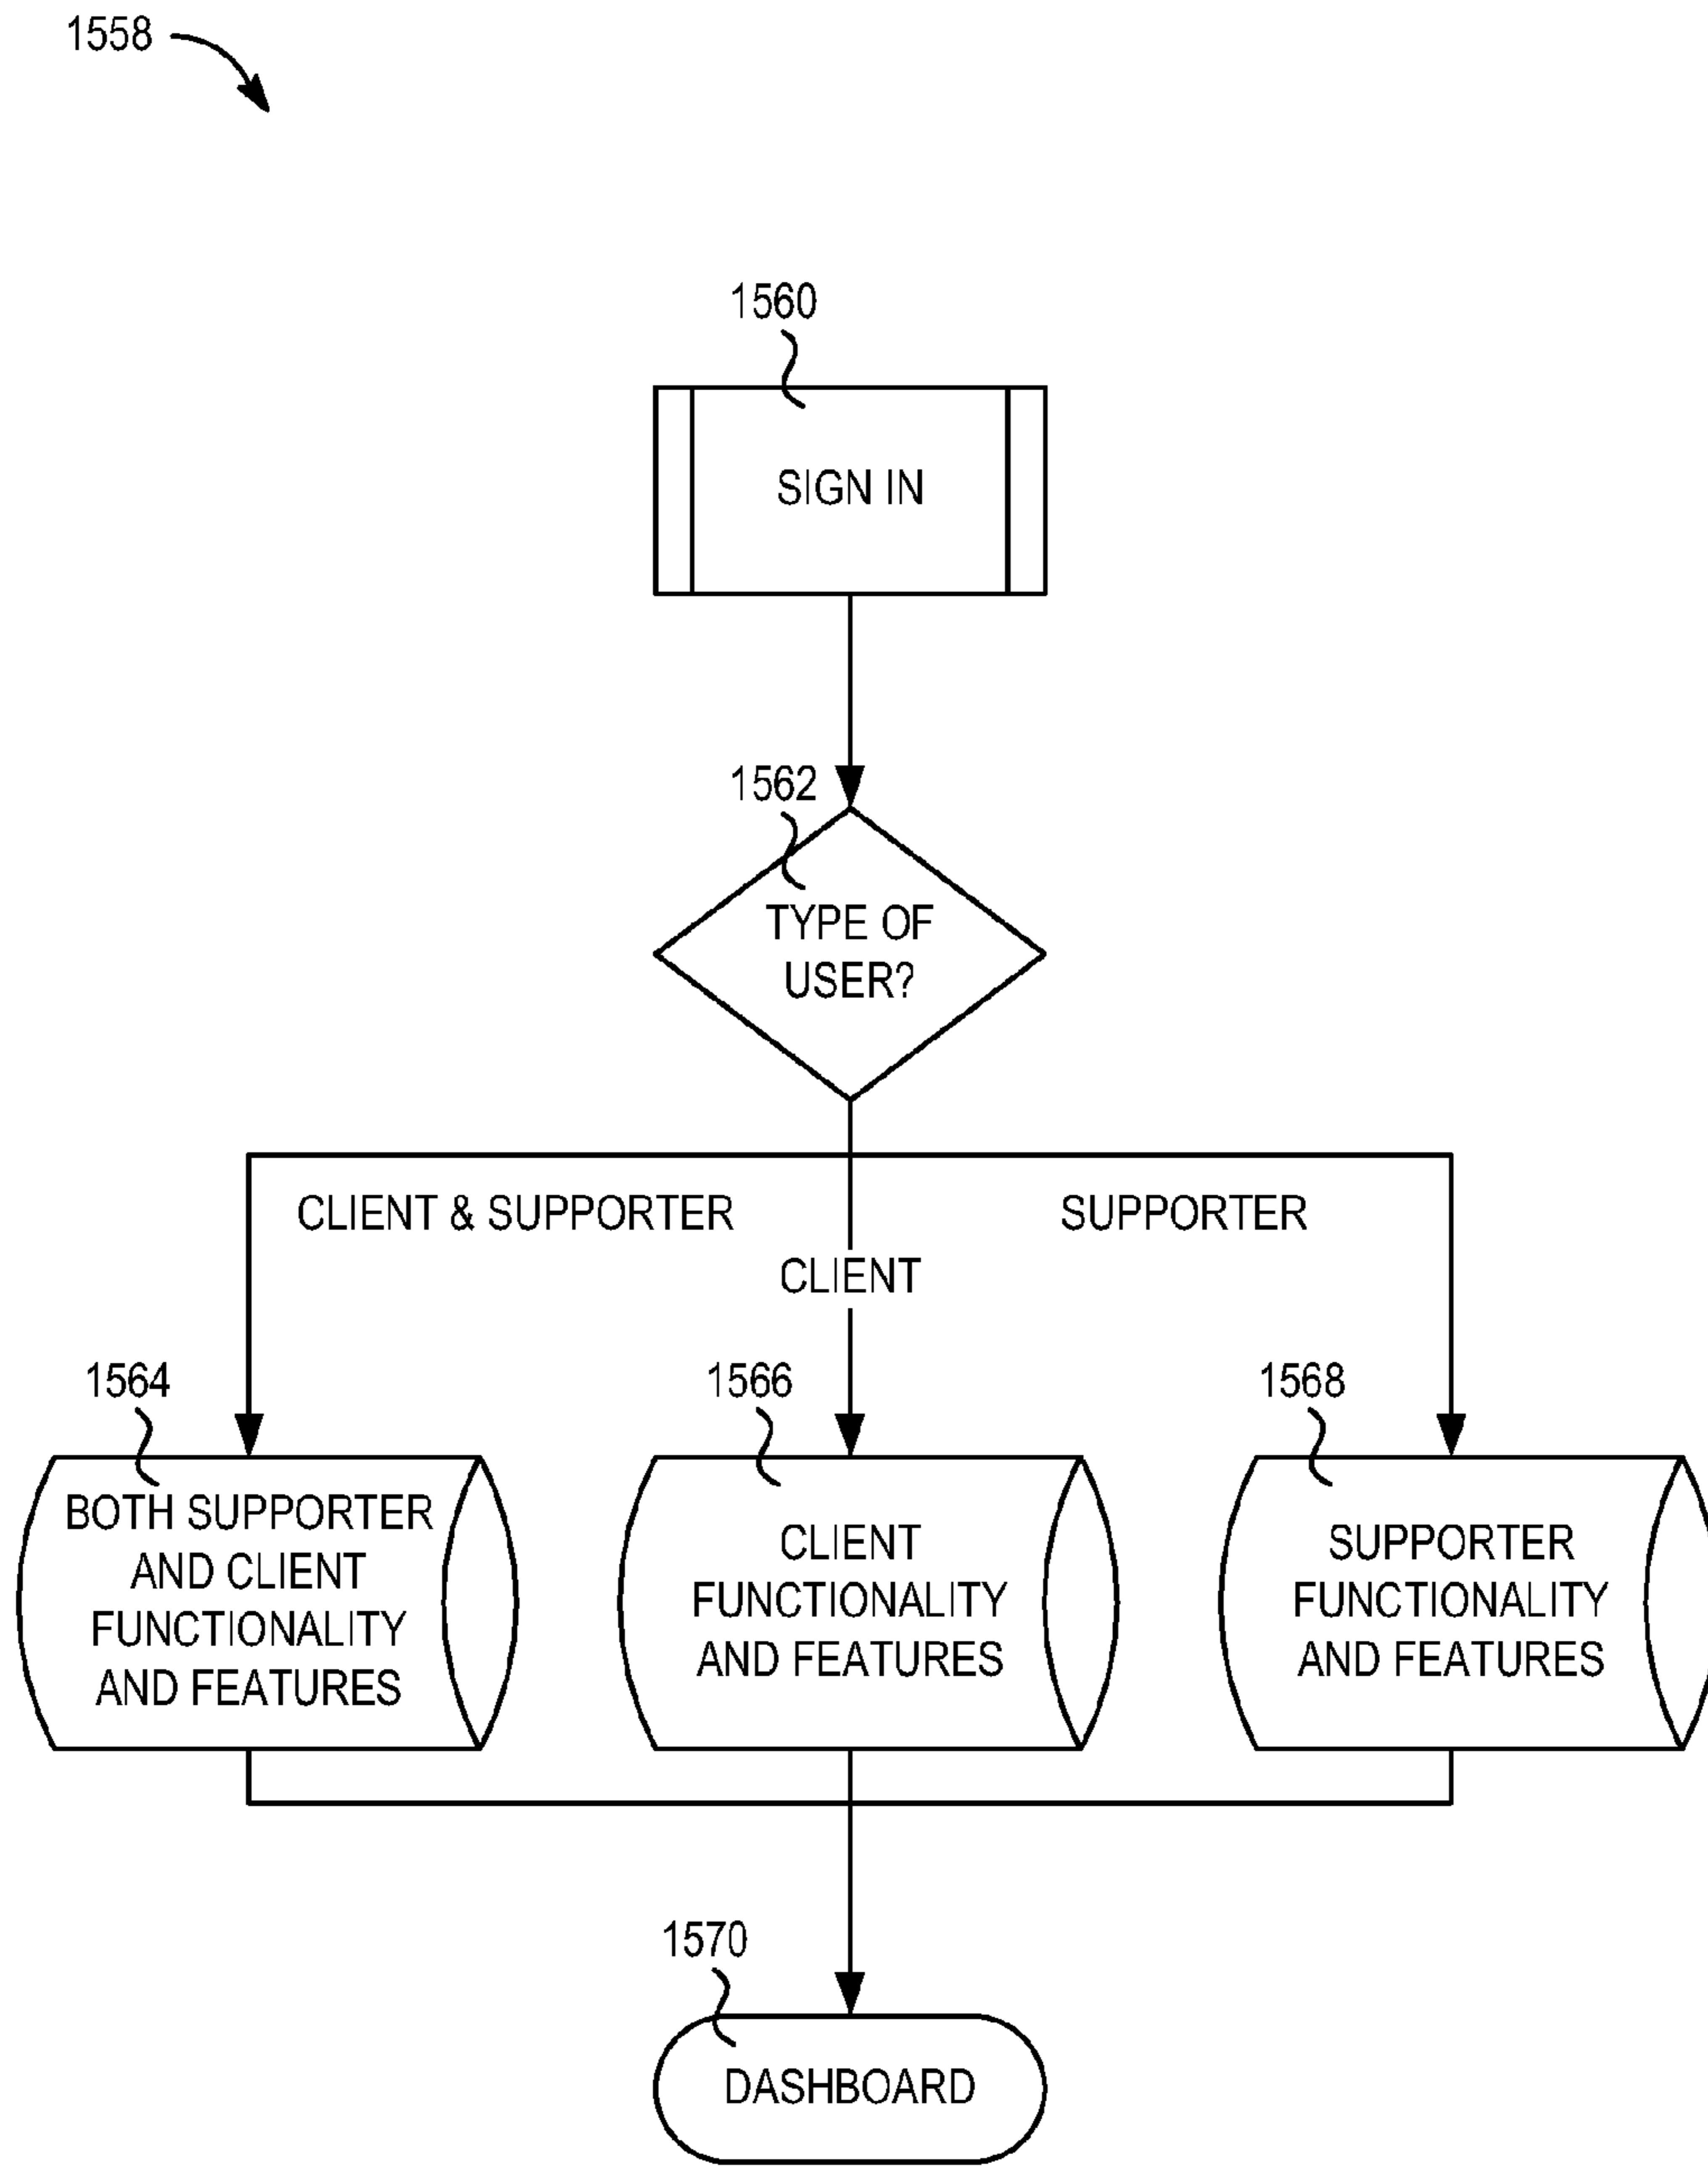 1558
1560
SIGN IN
1562
TYPE OF
USER?
CLIENT & SUPPORTER
SUPPORTER
CLIENT
1564
1566
1568
BOTH SUPPORTER
AND CLIENT
FUNCTIONALITY
AND FEATURES
CLIENT
FUNCTIONALITY
AND FEATURES
SUPPORTER
FUNCTIONALITY
AND FEATURES
1570
DASHBOARD